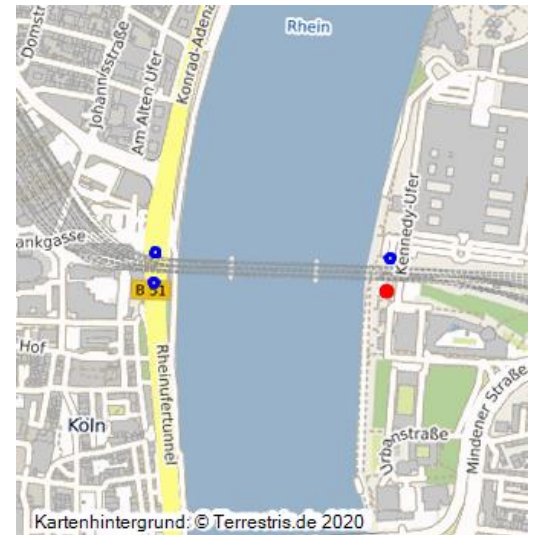 Rhein
Domstr
Johannisstraße
Am Alten Ufer
Konrad-Adena
ankgasse
Kennedy-Ufer
B 51
Hof
Rheinufertunnel
Köln
Urbanstraße
Mindener Straße
Kartenhintergrund: © Terrestris.de 2020